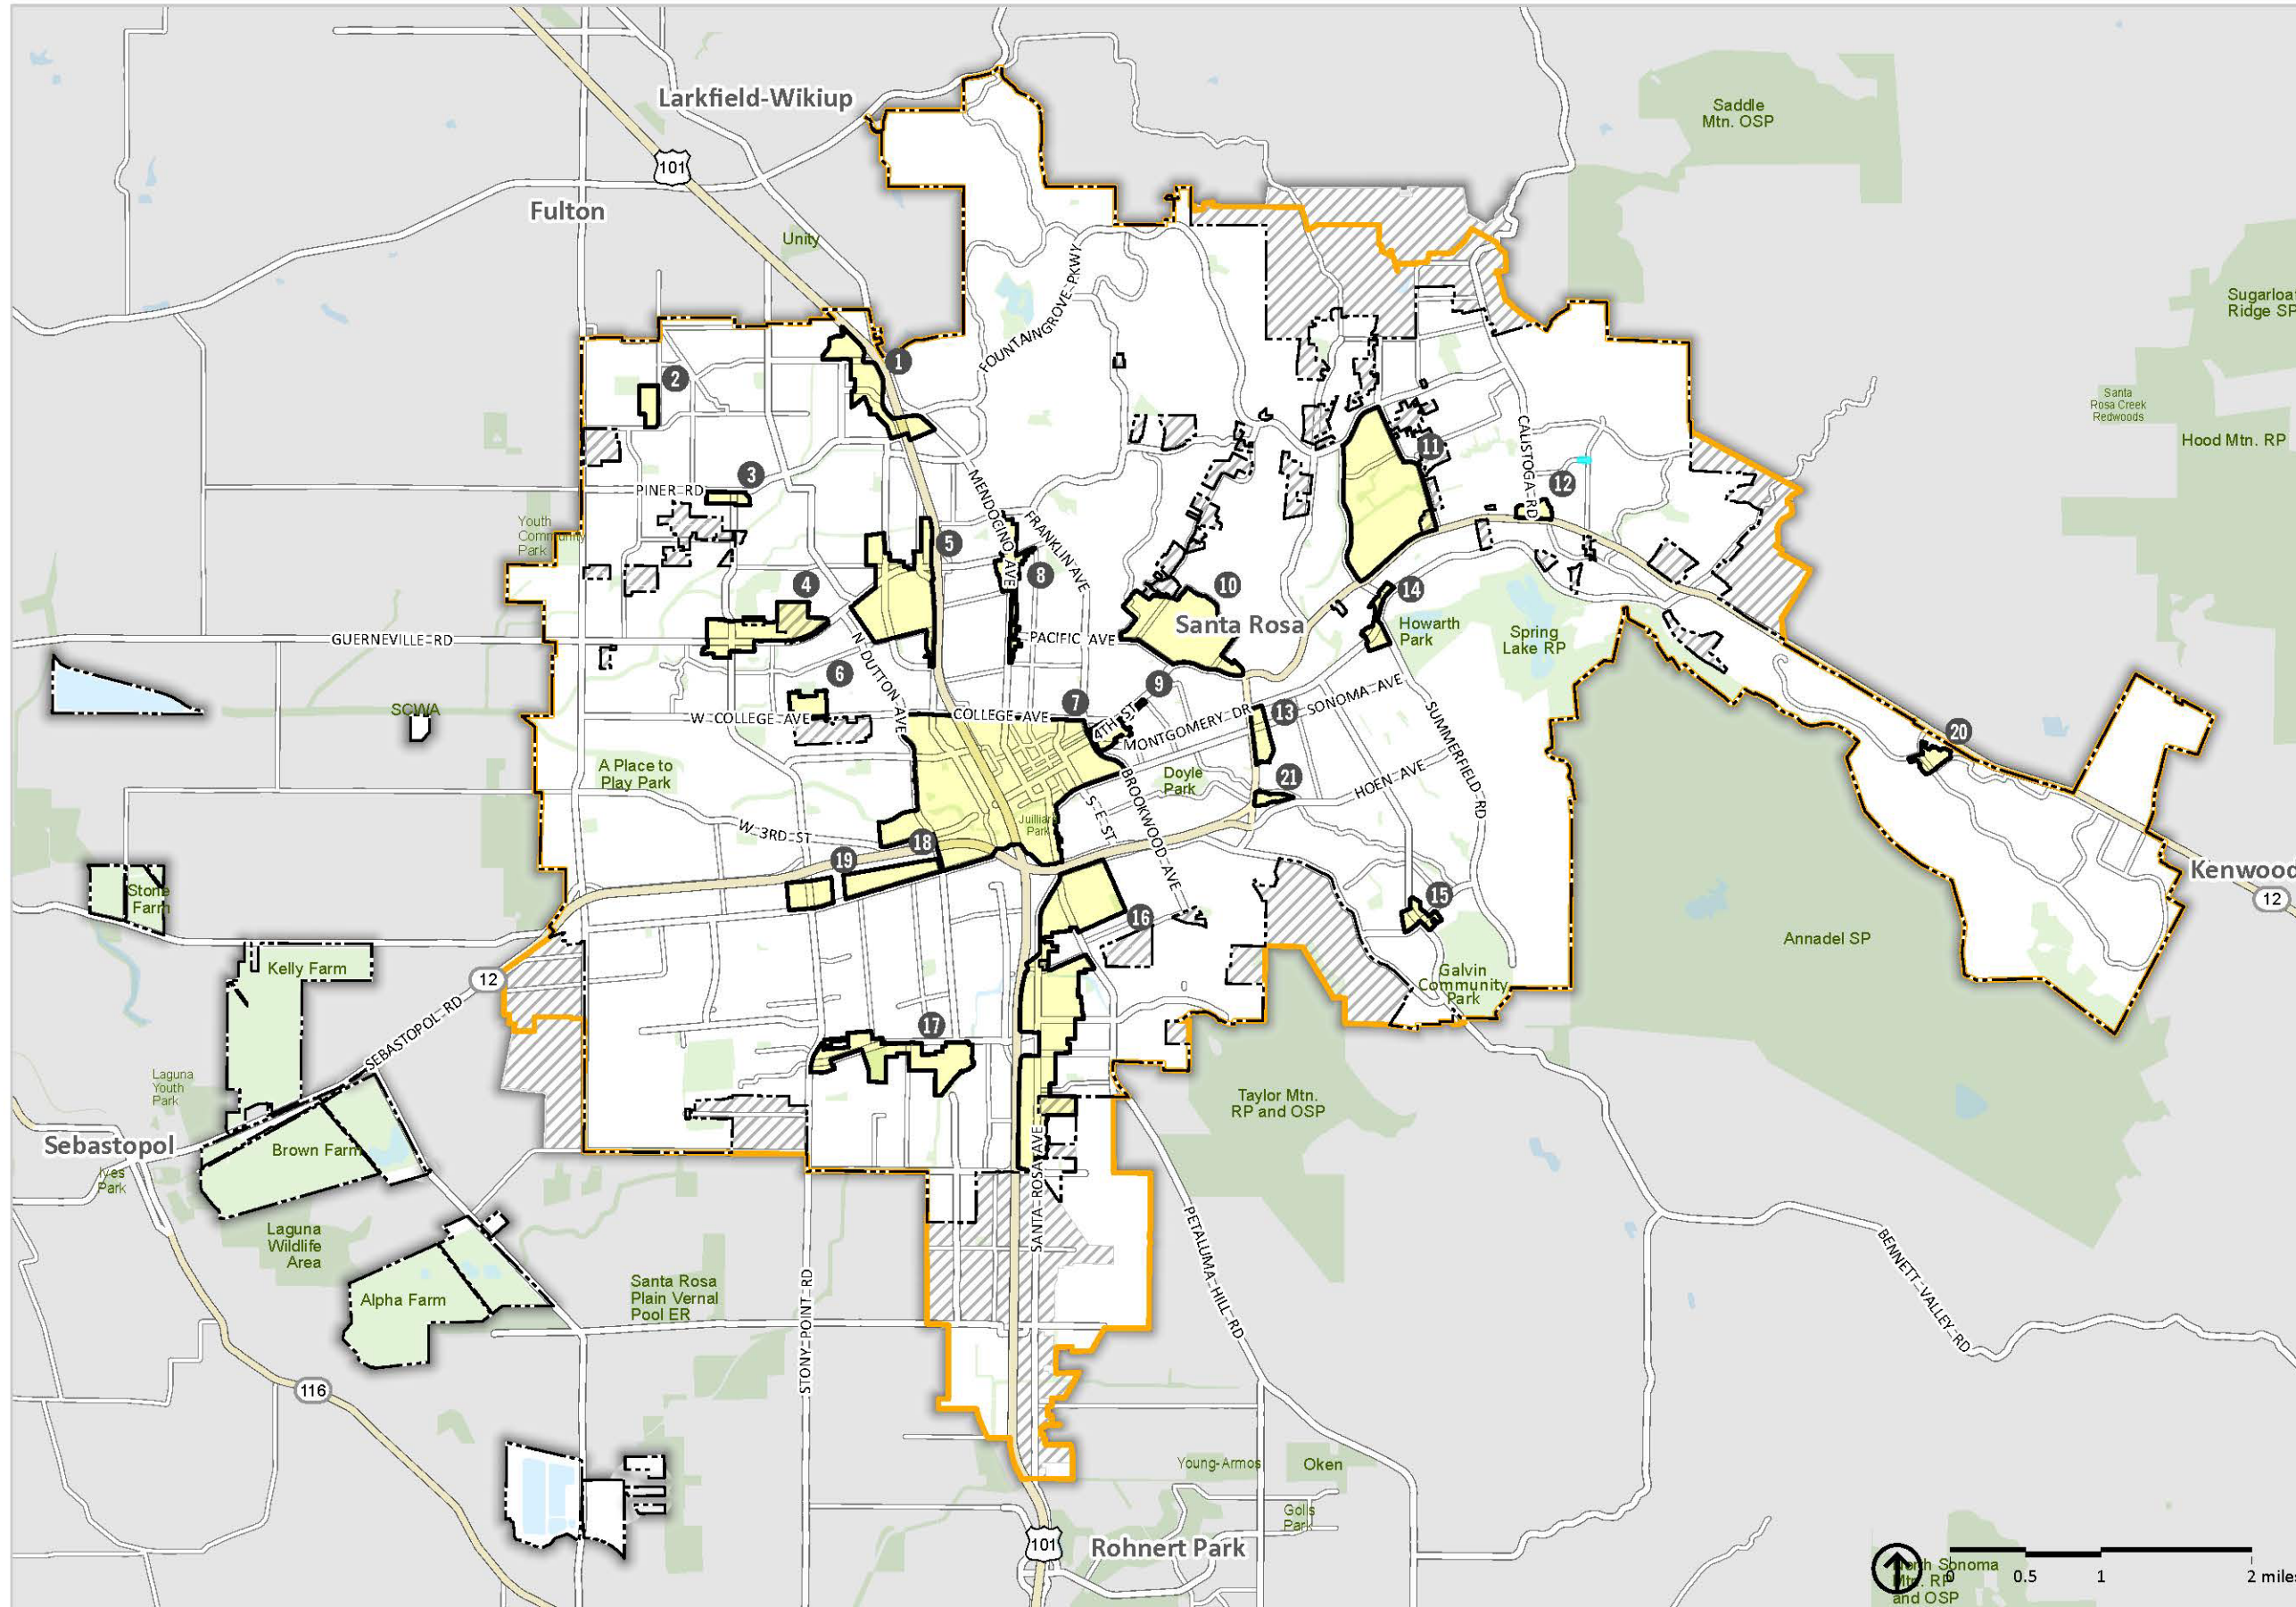 Larkfield-Wikiup
Saddle
Mtn. OSP
101
Fulton
Unity
FOUNTAINGROVE PKWY
Ridge SP
1
2
Santa
Rosa Creek
Redwoods
Hood Mtn. RP
CALISTOGA RD
11
12
3
PINER RD
MENDOCINO AVE
FRANKLIN AVE
Youth
Community
Park
5
8
4
10
14
Santa Rosa
Howarth
Park
Spring
Lake RP
GUERNEVILLE RD
PACIFIC AVE
N DUTTON AVE
6
9
SONOMA AVE
SCWA
W COLLEGE AVE
COLLEGE AVE
7
4TH ST
MONTGOMERY DR
13
SUMMERFIELD RD
20
A Place to
Play Park
Doyle
Park
21
HOEN AVE
BROOKWOOD AVE
S E ST
W 3RD ST
Juilliard
Park
18
19
Kenwood
12
Stone
Farm
15
16
Annadel SP
Kelly Farm
12
Galvin
Community
Park
SEBASTOPOL RD
17
Laguna
Youth
Park
Taylor Mtn.
RP and OSP
Sebastopol
Brown Farm
Ives
Park
SANTA ROSA AVE
Laguna
Wildlife
Area
Alpha Farm
Santa Rosa
Plain Vernal
Pool ER
STONY POINT RD
PETALUMA HILL RD
BENNETT VALLEY RD
116
Young-Armos
Oken
Golis
Park
101
Rohnert Park
North Sonoma
Mtn. RP
and OSP
0 0.5 1 2 miles